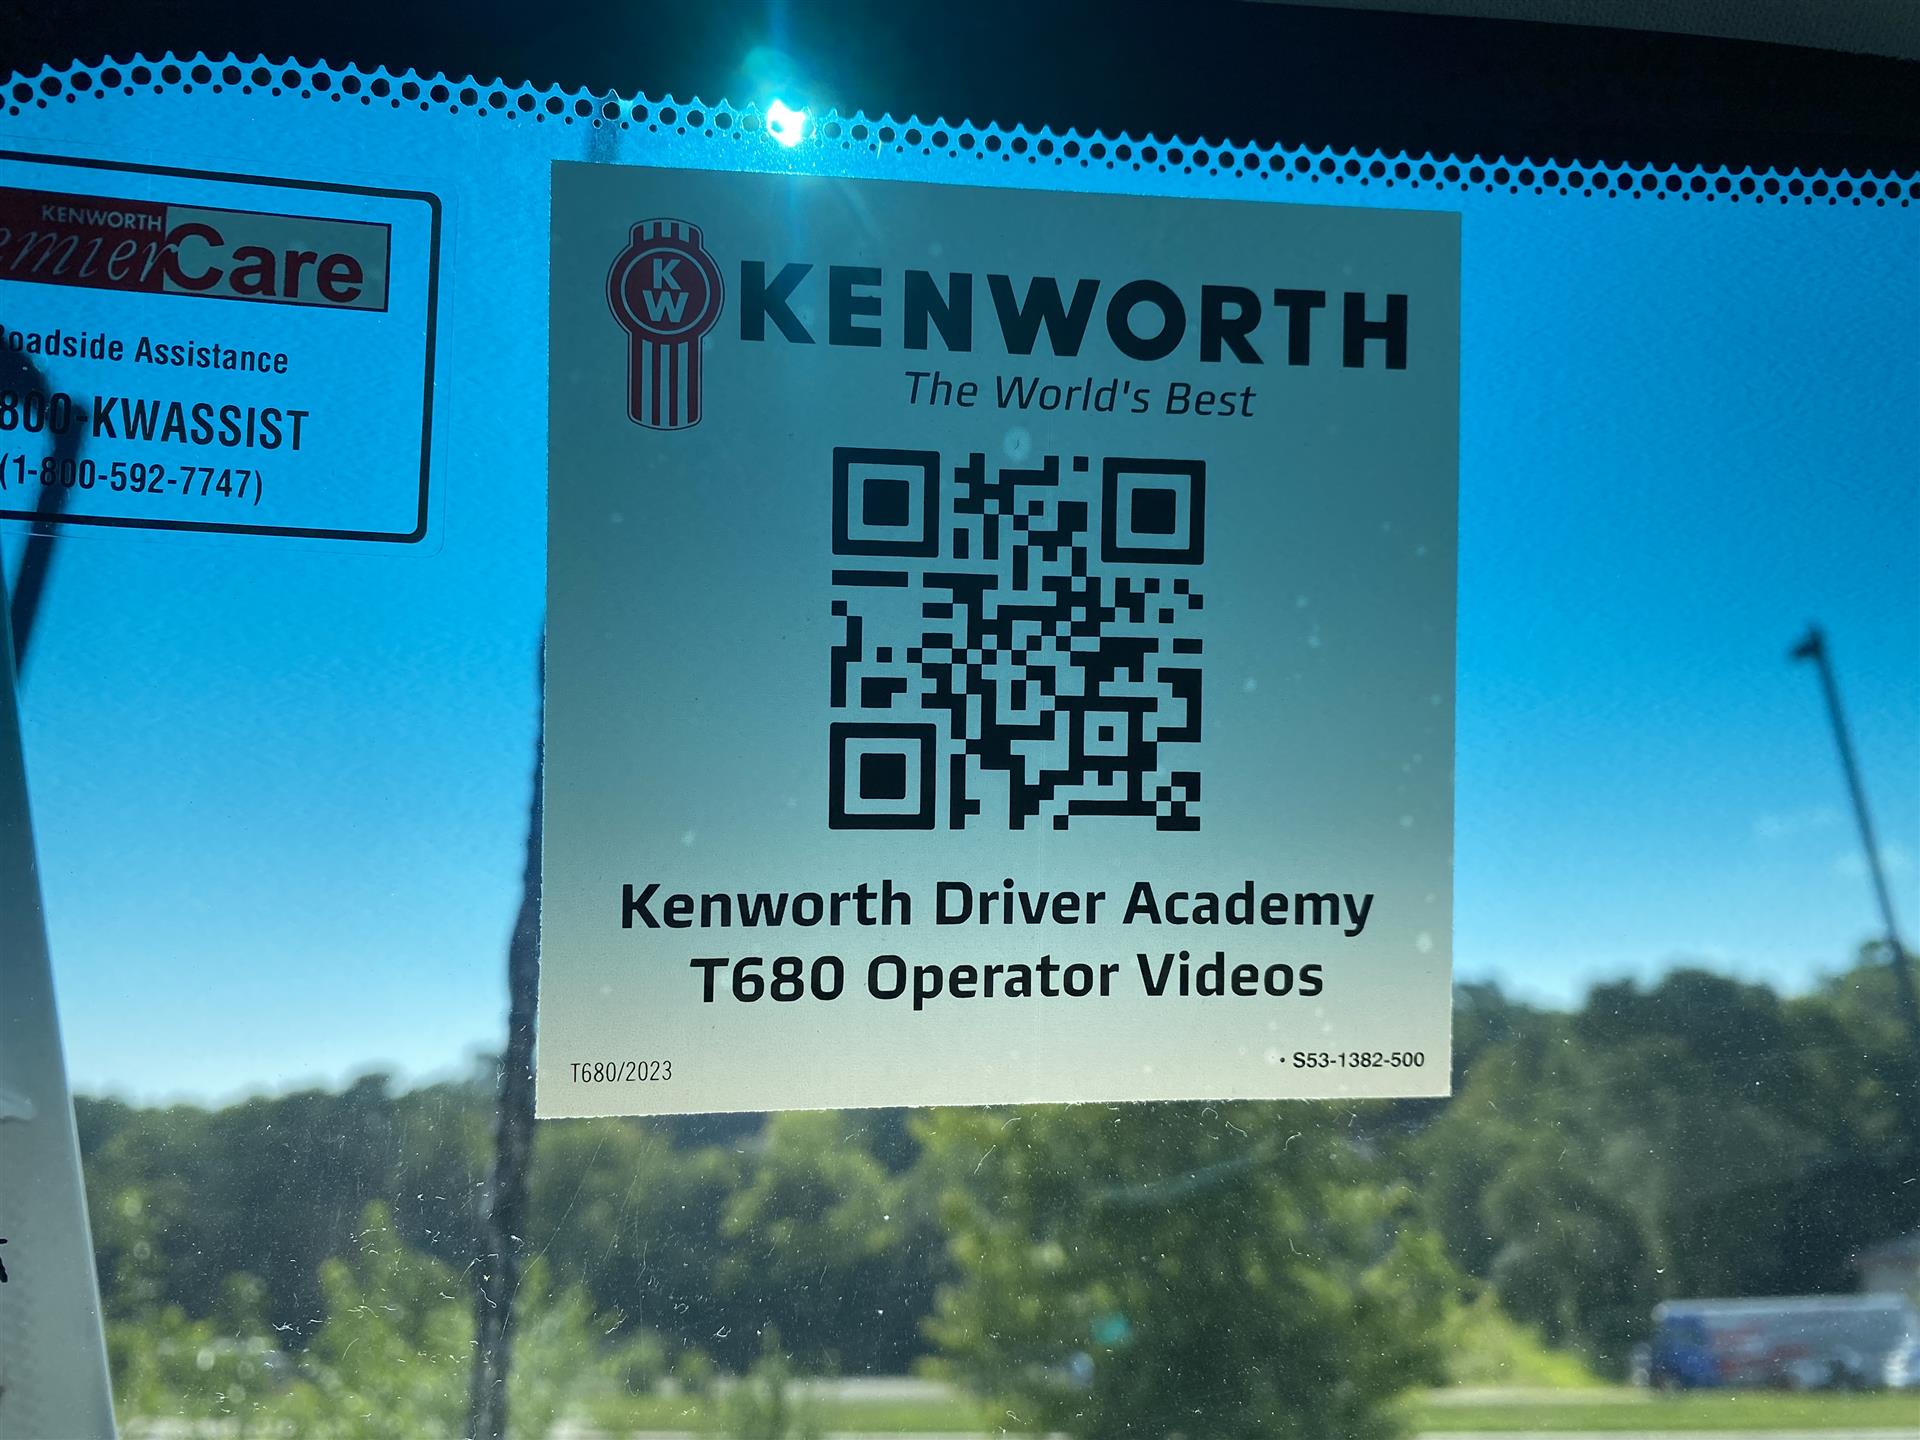 KENWORTH
Care
Roadside Assistance
800-KWASSIST
(1-800-592-7747)
KW
KENWORTH
The World's Best
Kenworth Driver Academy
T680 Operator Videos
T680/2023
• S53-1382-500